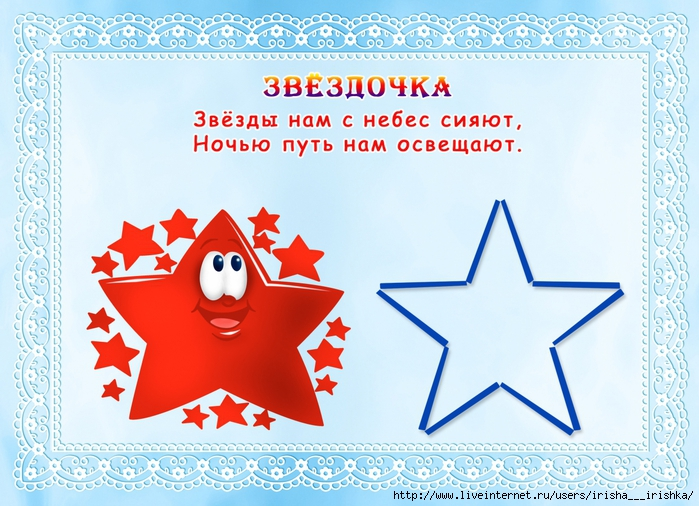 ЗВЁЗДОЧКА
Звёзды нам с небес сияют,
Ночью путь нам освещают.
http://www.liveinternet.ru/users/irisha___irishka/